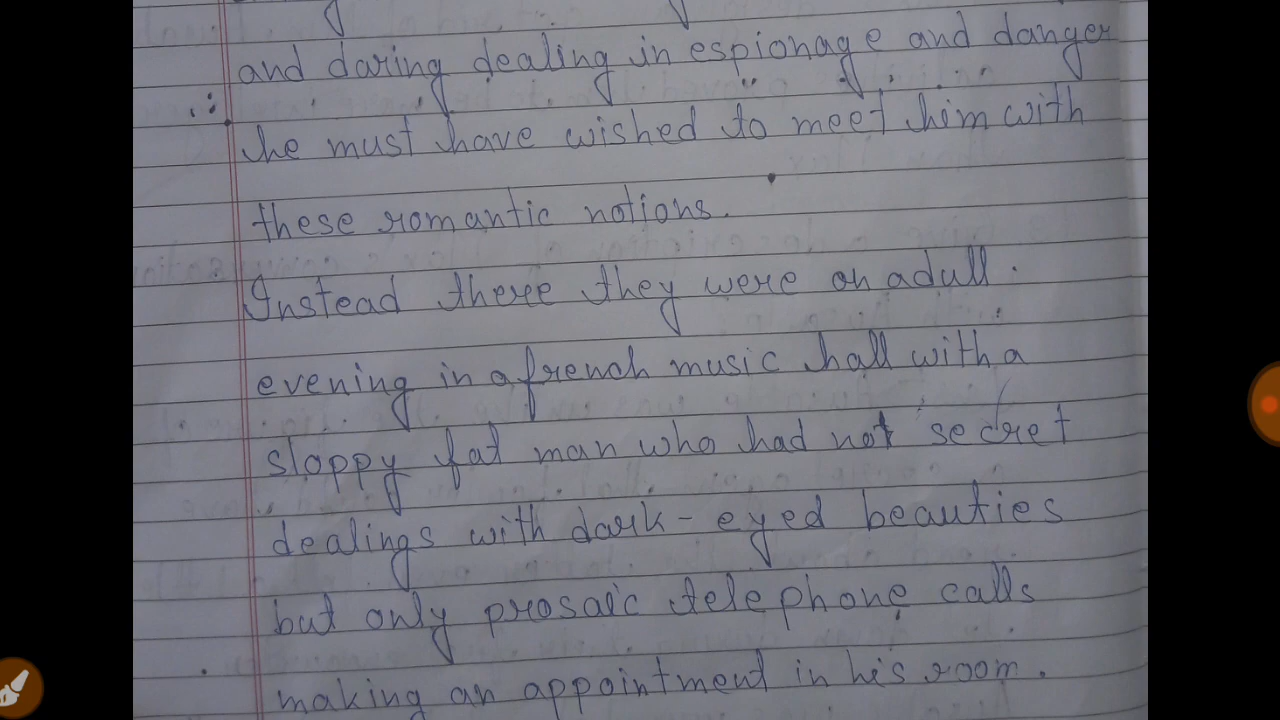 and daring dealing in espionage and danger
∴ he must have wished to meet him with
these romantic notions.
Instead there they were on a dull.
evening in a french music hall with a
sloppy fat man who had not secret
dealings with dark-eyed beauties
but only prosaic telephone calls
making an appointment in his room.